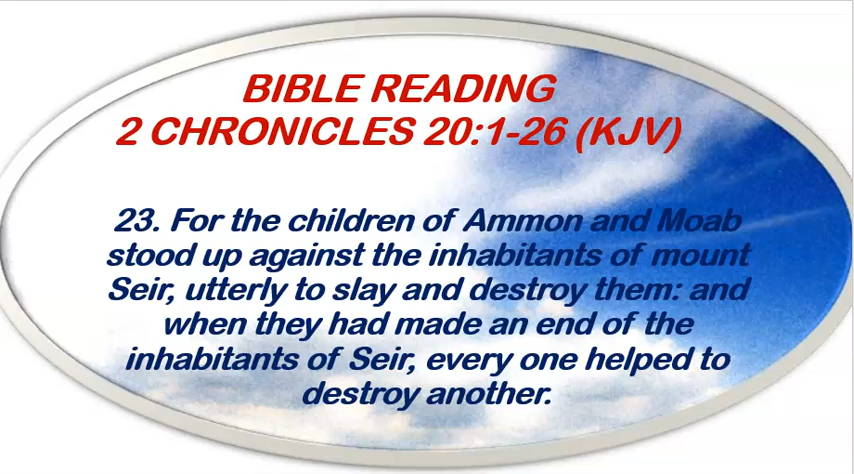 BIBLE READING
2 CHRONICLES 20:1-26 (KJV)
23. For the children of Ammon and Moab
stood up against the inhabitants of mount
Seir, utterly to slay and destroy them: and
when they had made an end of the
inhabitants of Seir, every one helped to
destroy another.